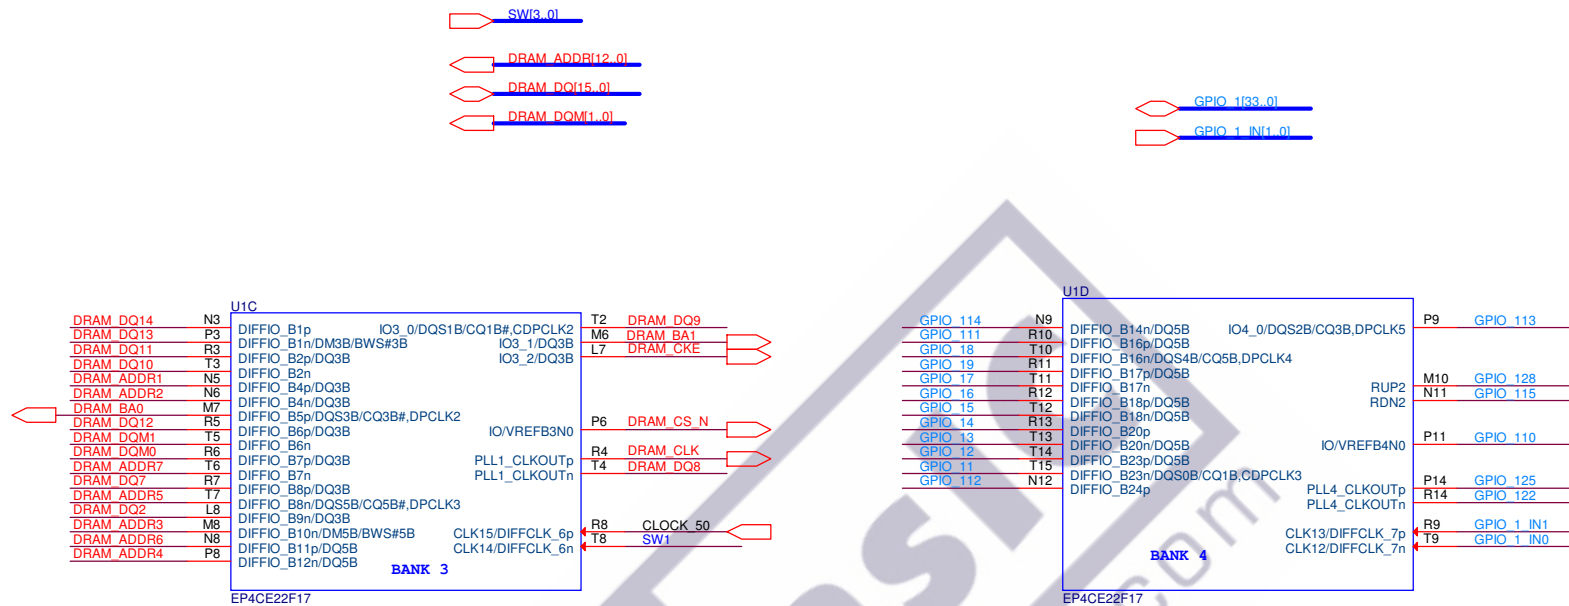 SW[3..0]
DRAM_ADDR[12..0]
DRAM_DQ[15..0]
DRAM_DQM[1..0]
GPIO_1[33..0]
GPIO_1_IN[1..0]
U1C
DRAM_DQ14 N3 DIFFIO_B1p IO3_0/DQS1B/CQ1B#,CDPCLK2 T2 DRAM_DQ9
DRAM_DQ13 P3 DIFFIO_B1n/DM3B/BWS#3B IO3_1/DQ3B M6 DRAM_BA1
DRAM_DQ11 R3 DIFFIO_B2p/DQ3B IO3_2/DQ3B L7 DRAM_CKE
DRAM_DQ10 T3 DIFFIO_B2n
DRAM_ADDR1 N5 DIFFIO_B4p/DQ3B
DRAM_ADDR2 N6 DIFFIO_B4n/DQ3B
DRAM_BA0 M7 DIFFIO_B5p/DQS3B/CQ3B#,DPCLK2
DRAM_DQ12 R5 DIFFIO_B6p/DQ3B IO/VREFB3N0 P6 DRAM_CS_N
DRAM_DQM1 T5 DIFFIO_B6n
DRAM_DQM0 R6 DIFFIO_B7p/DQ3B PLL1_CLKOUTp R4 DRAM_CLK
DRAM_ADDR7 T6 DIFFIO_B7n PLL1_CLKOUTn T4 DRAM_DQ8
DRAM_DQ7 R7 DIFFIO_B8p/DQ3B
DRAM_ADDR5 T7 DIFFIO_B8n/DQS5B/CQ5B#,DPCLK3
DRAM_DQ2 L8 DIFFIO_B9n/DQ3B
DRAM_ADDR3 M8 DIFFIO_B10n/DM5B/BWS#5B CLK15/DIFFCLK_6p R8 CLOCK_50
DRAM_ADDR6 N8 DIFFIO_B11p/DQ5B CLK14/DIFFCLK_6n T8 SW1
DRAM_ADDR4 P8 DIFFIO_B12n/DQ5B
BANK 3
EP4CE22F17
U1D
GPIO_114 N9 DIFFIO_B14n/DQ5B IO4_0/DQS2B/CQ3B,DPCLK5 P9 GPIO_113
GPIO_111 R10 DIFFIO_B16p/DQ5B
GPIO_18 T10 DIFFIO_B16n/DQS4B/CQ5B,DPCLK4
GPIO_19 R11 DIFFIO_B17p/DQ5B
GPIO_17 T11 DIFFIO_B17n RUP2 M10 GPIO_128
GPIO_16 R12 DIFFIO_B18p/DQ5B RDN2 N11 GPIO_115
GPIO_15 T12 DIFFIO_B18n/DQ5B
GPIO_14 R13 DIFFIO_B20p
GPIO_13 T13 DIFFIO_B20n/DQ5B IO/VREFB4N0 P11 GPIO_110
GPIO_12 T14 DIFFIO_B23p/DQ5B
GPIO_11 T15 DIFFIO_B23n/DQS0B/CQ1B,CDPCLK3
GPIO_112 N12 DIFFIO_B24p PLL4_CLKOUTp P14 GPIO_125
PLL4_CLKOUTn R14 GPIO_122
CLK13/DIFFCLK_7p R9 GPIO_1_IN1
CLK12/DIFFCLK_7n T9 GPIO_1_IN0
BANK 4
EP4CE22F17
sic
.com